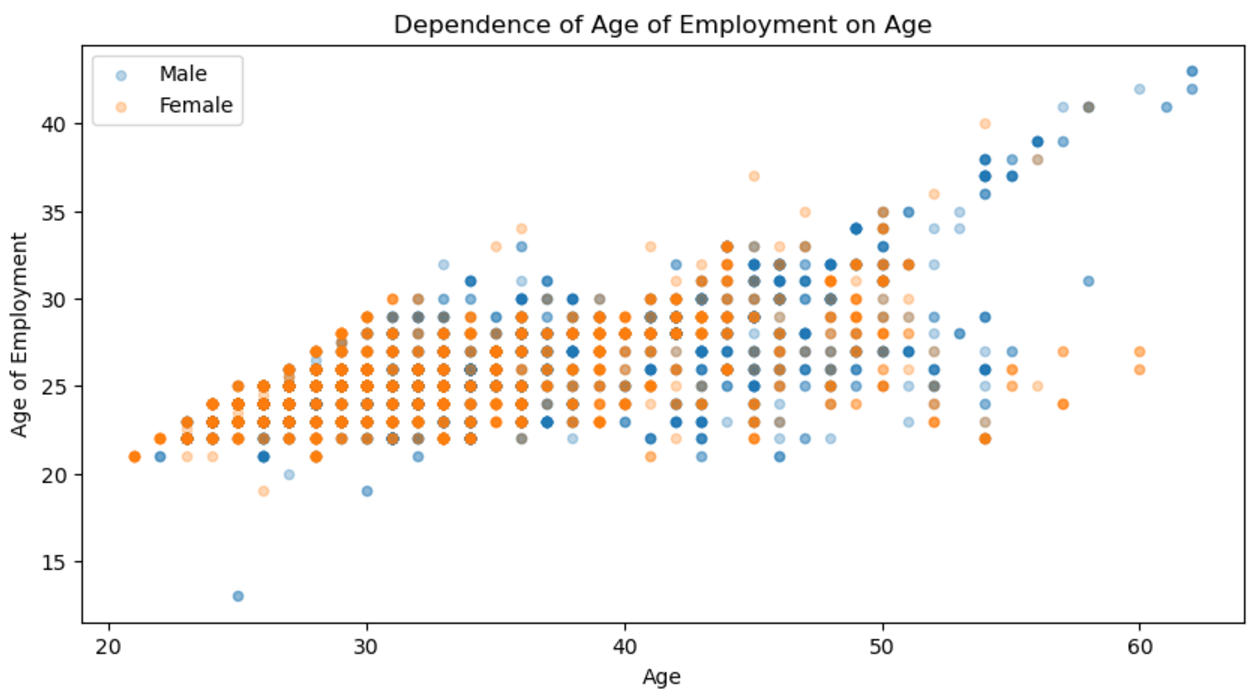 Dependence of Age of Employment on Age
Male
Female
40
35
30
25
20
15
Age of Employment
20 30 40 50 60
Age